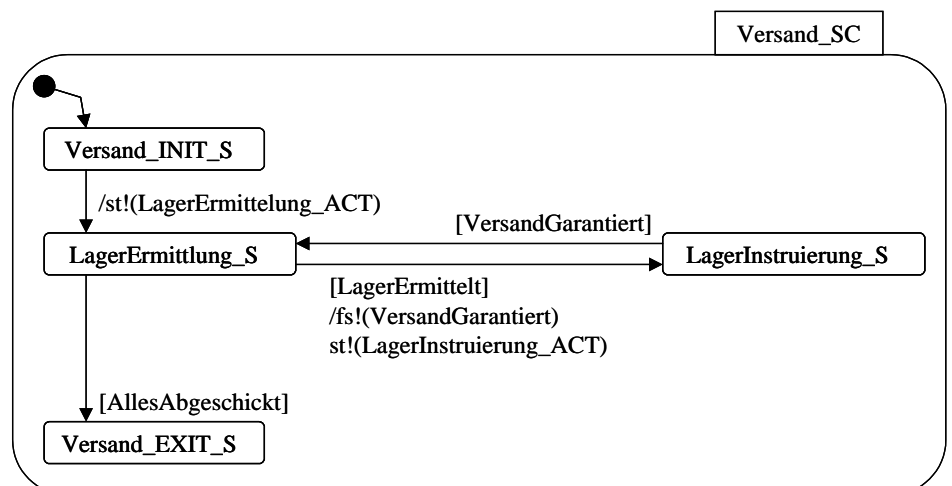 Versand_SC
Versand_INIT_S
/st!(LagerErmittelung_ACT)
[VersandGarantiert]
LagerErmittlung_S
LagerInstruierung_S
[LagerErmittelt]
/fs!(VersandGarantiert)
st!(LagerInstruierung_ACT)
[AllesAbgeschickt]
Versand_EXIT_S